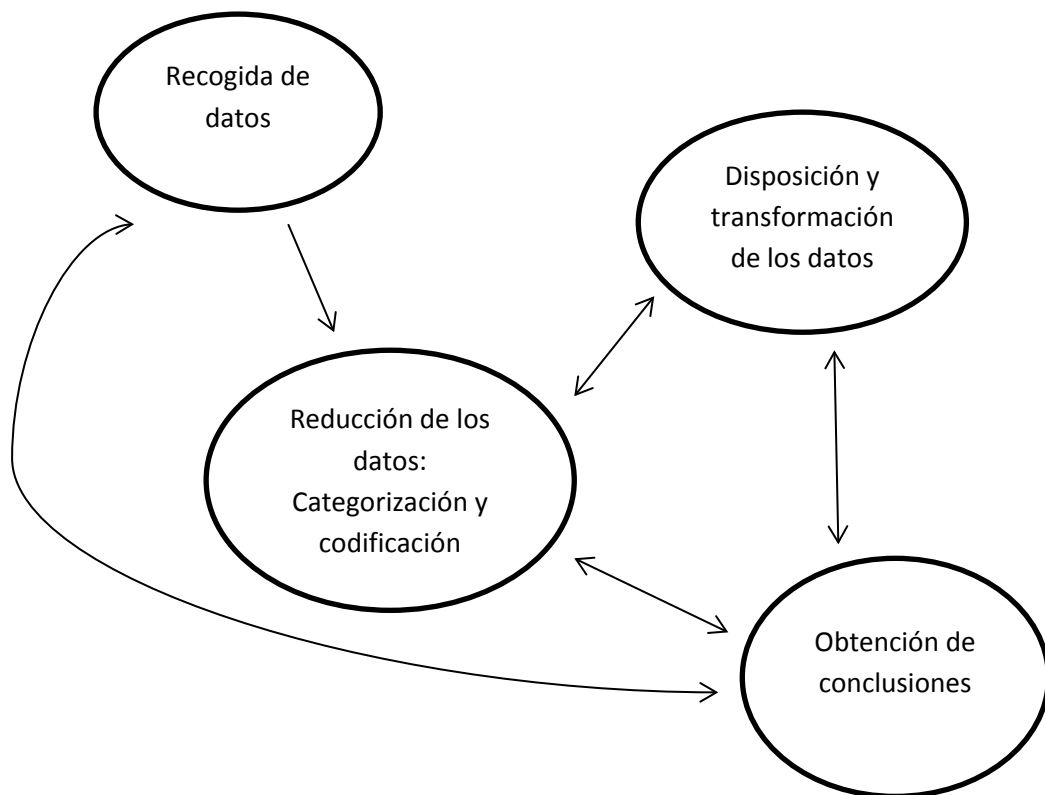 Recogida de
datos
Disposición y
transformación
de los datos
Reducción de los
datos:
Categorización y
codificación
Obtención de
conclusiones